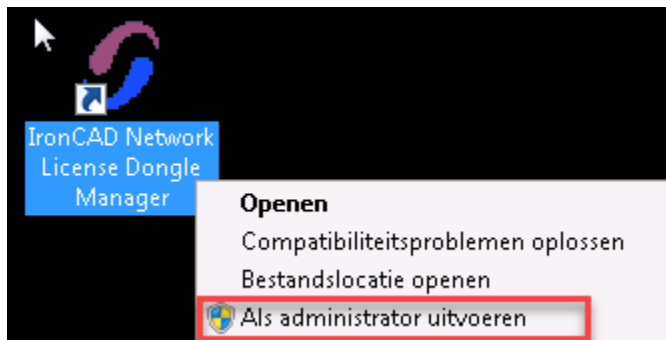 IronCAD Network
License Dongle
Manager
Openen
Compatibiliteitsproblemen oplossen
Bestandslocatie openen
Als administrator uitvoeren